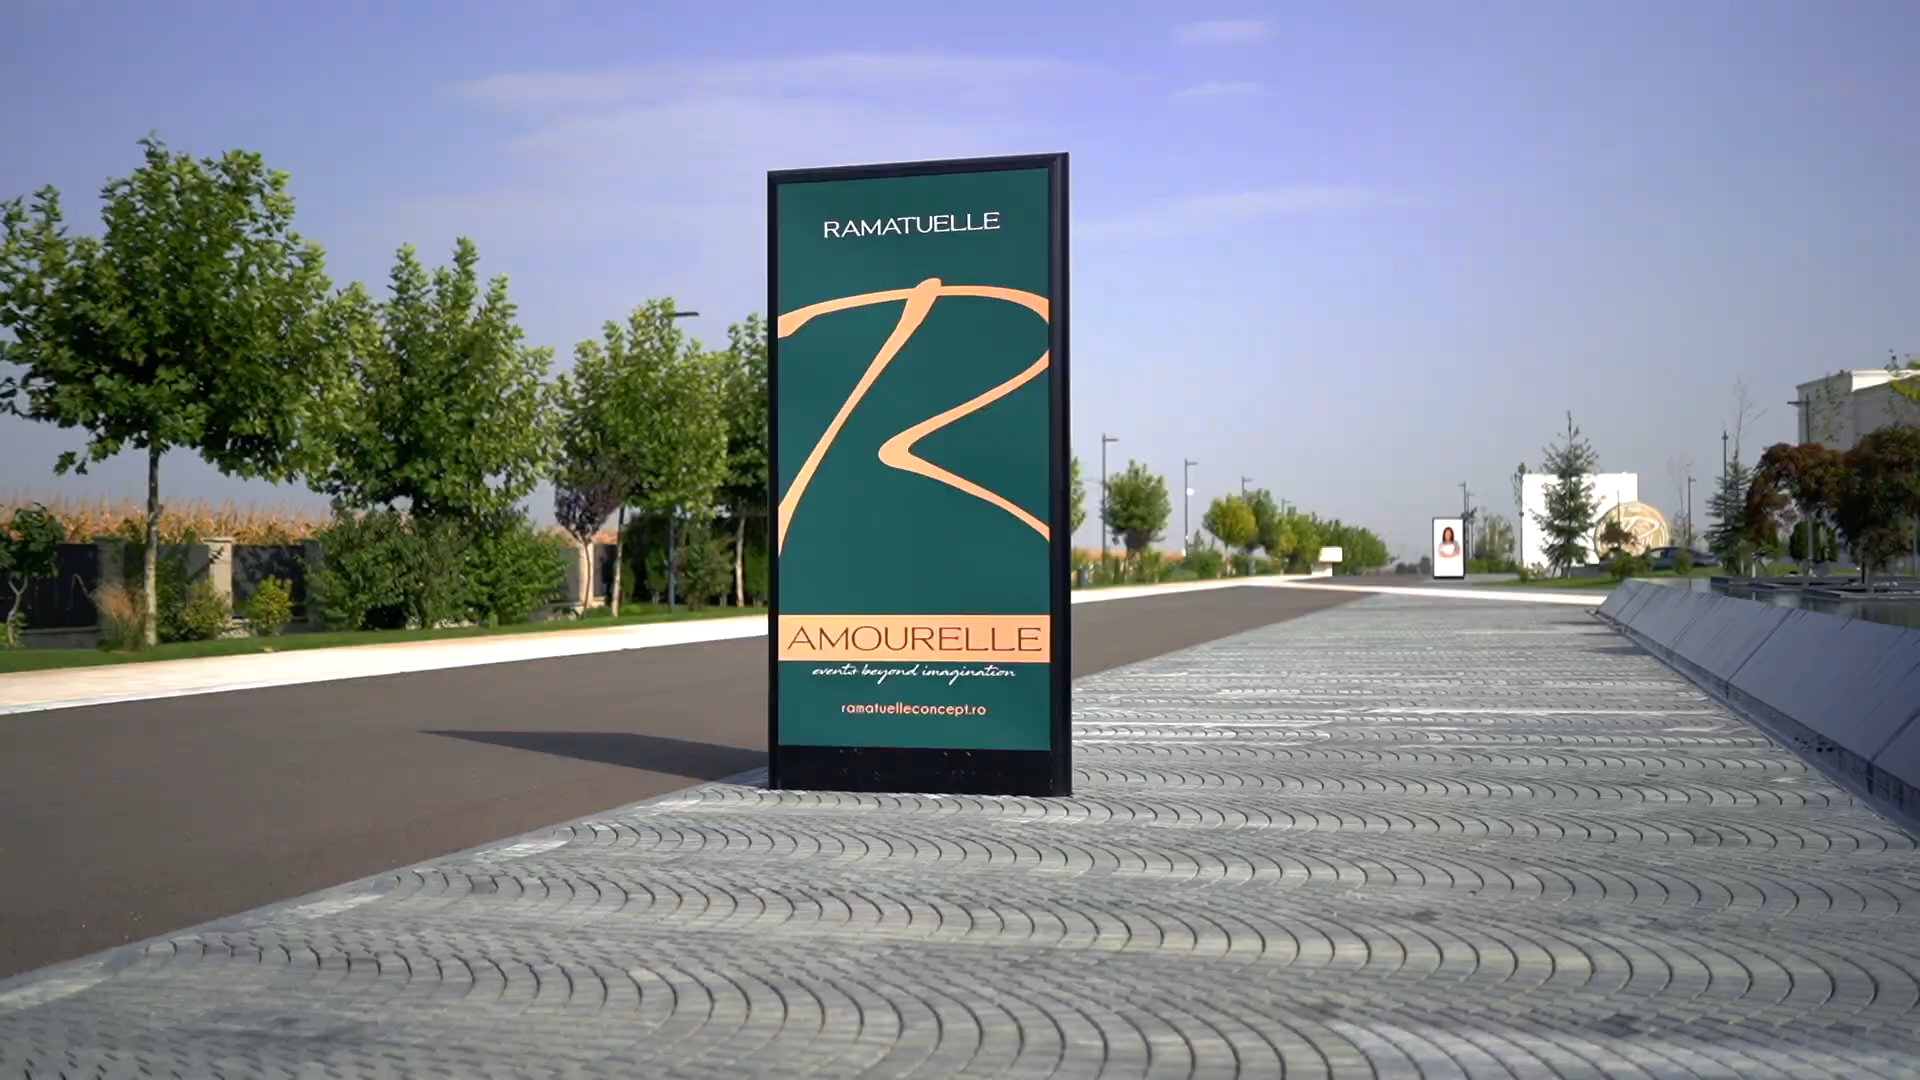 RAMATUELLE
R
AMOURELLE
events beyond imagination
ramatuelleconcept.ro